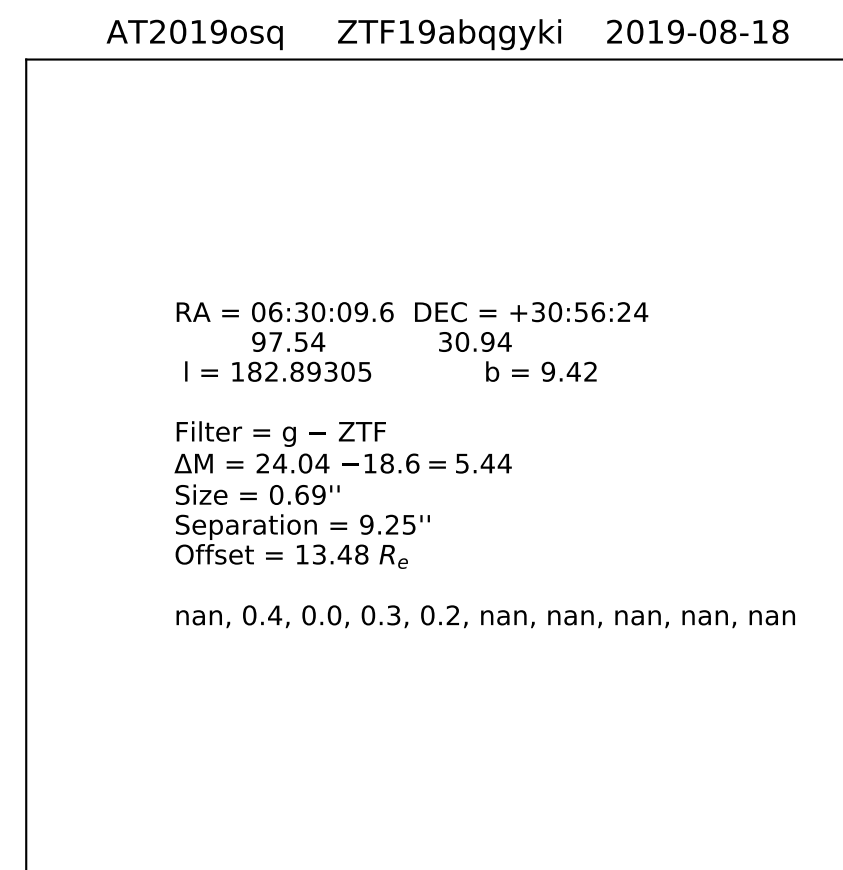 AT2019osq ZTF19abqgyki 2019-08-18
RA = 06:30:09.6 DEC = +30:56:24
97.54 30.94
l = 182.89305 b = 9.42
Filter = g − ZTF
ΔM = 24.04 −18.6 = 5.44
Size = 0.69''
Separation = 9.25''
Offset = 13.48 Re
nan, 0.4, 0.0, 0.3, 0.2, nan, nan, nan, nan, nan